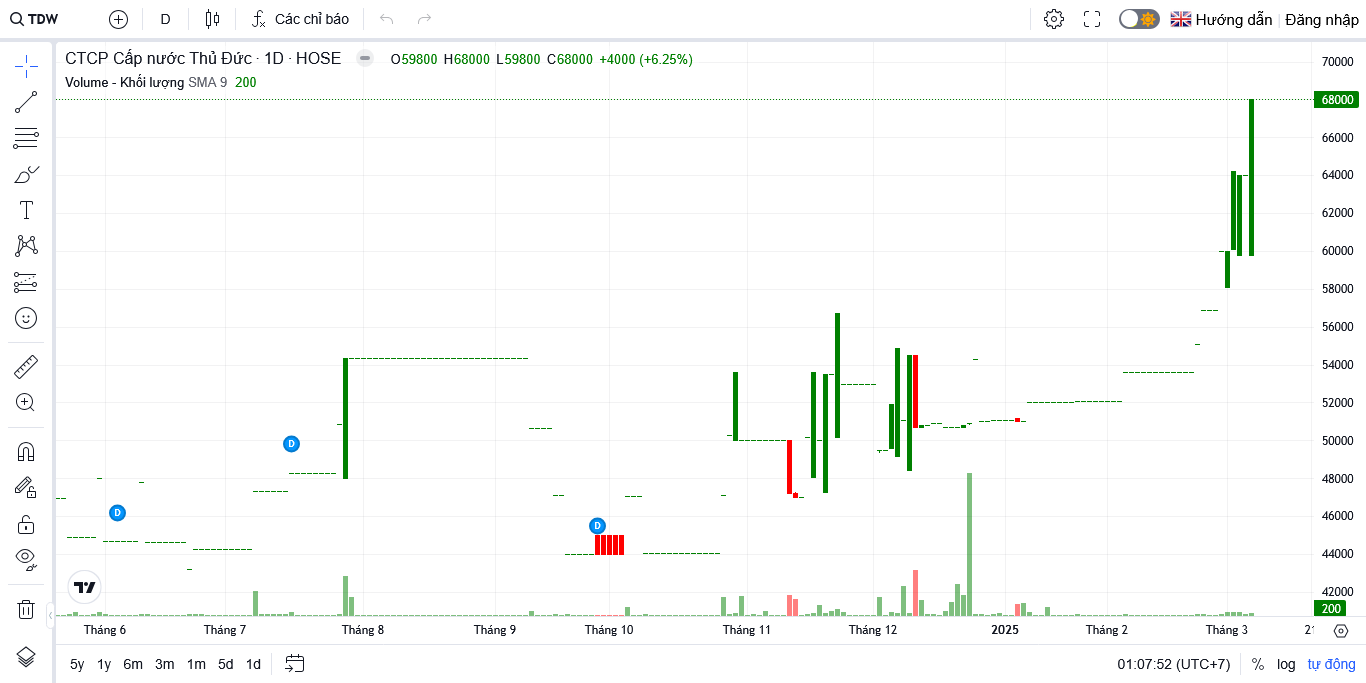 TDW D Các chỉ báo Hướng dẫn Đăng nhập
CTCP Cấp nước Thủ Đức · 1D · HOSE O59800 H68000 L59800 C68000 +4000 (+6.25%)
Volume - Khối lượng SMA 9 200
70000
68000
66000
64000
62000
60000
58000
56000
54000
52000
50000
48000
46000
44000
42000
200
D
D
D
Tháng 6 Tháng 7 Tháng 8 Tháng 9 Tháng 10 Tháng 11 Tháng 12 2025 Tháng 2 Tháng 3 21
5y 1y 6m 3m 1m 5d 1d 01:07:52 (UTC+7) % log tự động